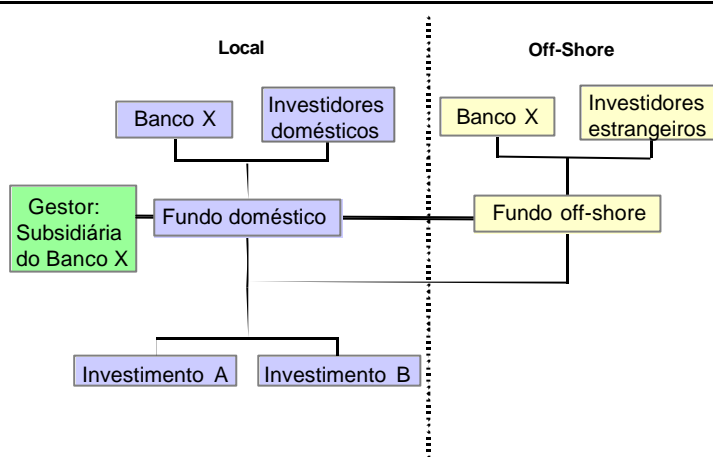 Local
Off-Shore
Banco X
Investidores
domésticos
Banco X
Investidores
estrangeiros
Gestor:
Subsidiária
do Banco X
Fundo doméstico
Fundo off-shore
Investimento A
Investimento B